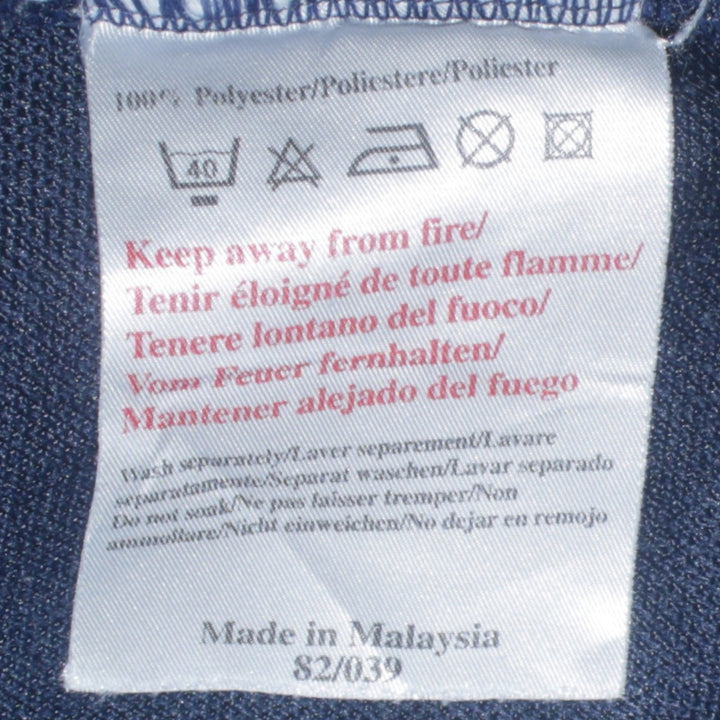 100% Polyester/Poliestere/Poliester
40
Keep away from fire/
Tenir éloigné de toute flamme/
Tenere lontano del fuoco/
Vom Feuer fernhalten/
Mantener alejado del fuego
Wash separately/Laver separement/Lavare
separatamente/Separat waschen/Lavar separado
Do not soak/Ne pas laisser tremper/Non
ammollare/Nicht einweichen/No dejar en remojo
Made in Malaysia
82/039